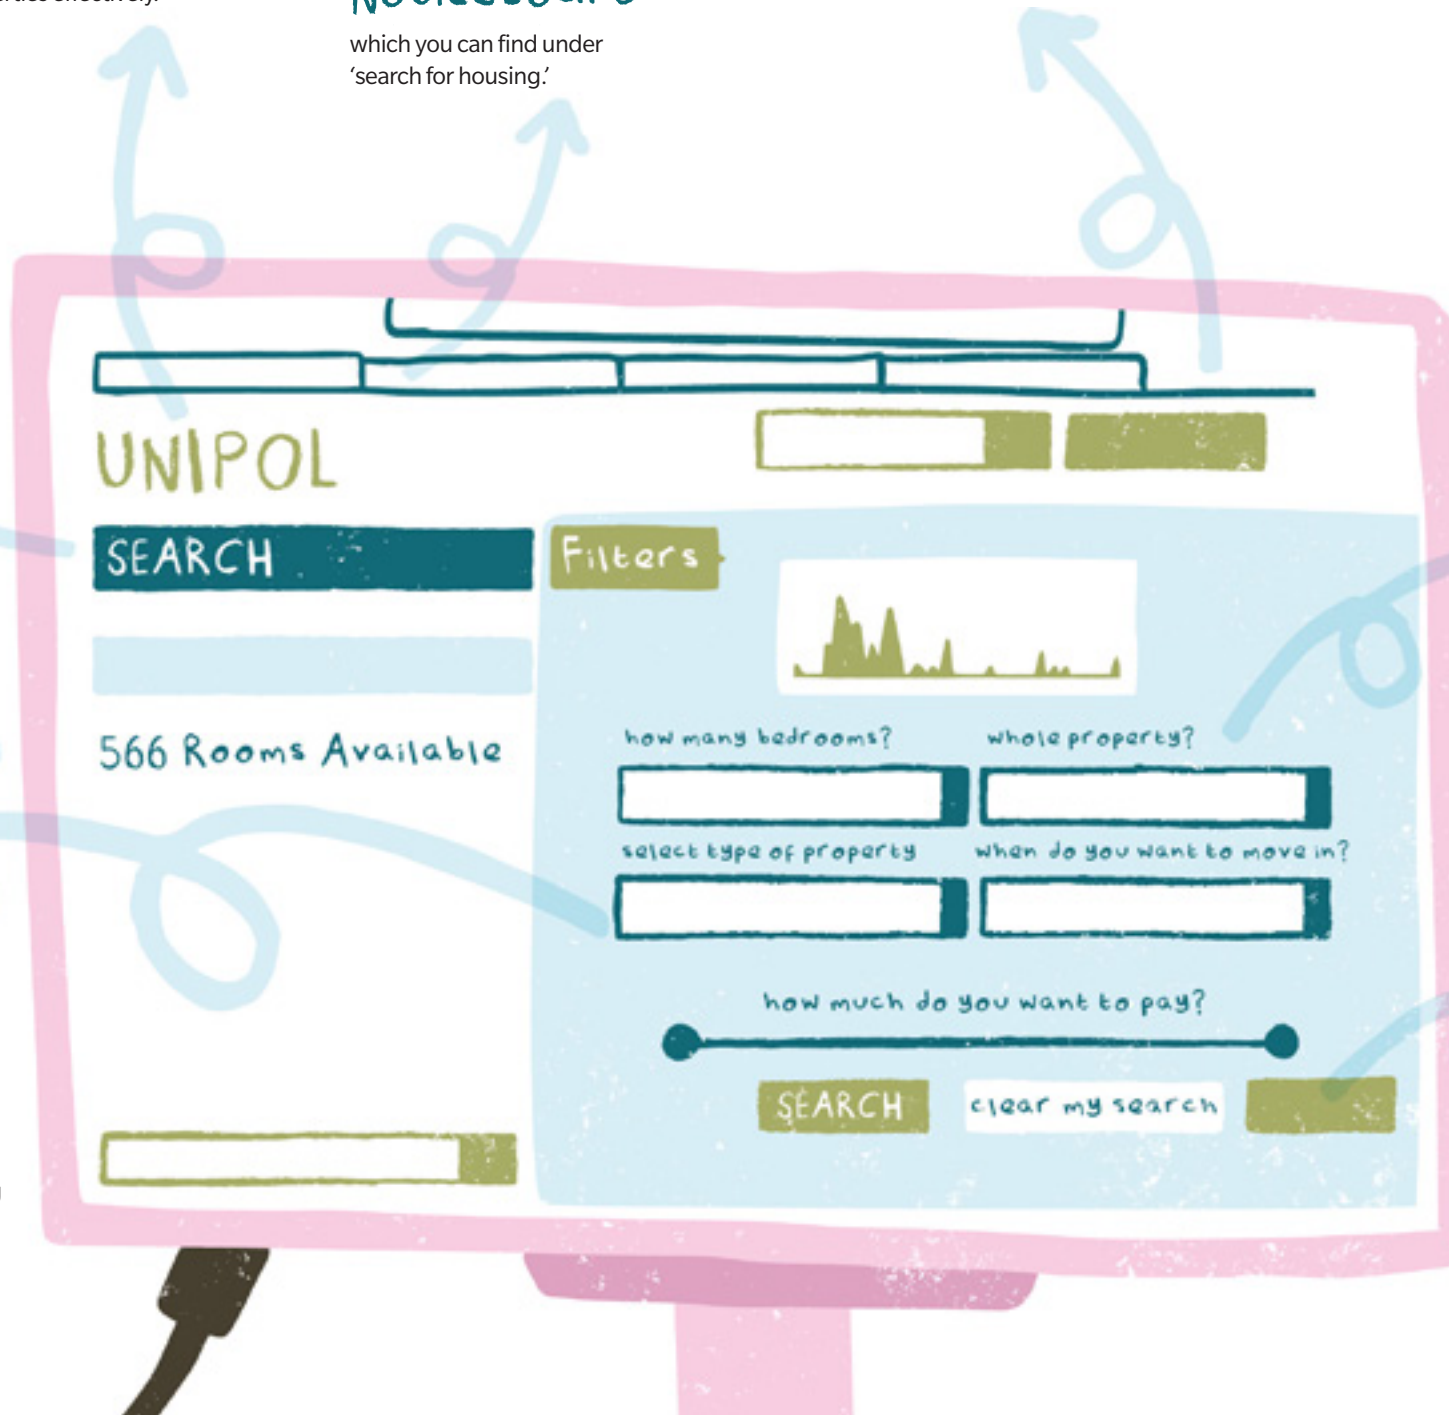 effectively.
which you can find under
‘search for housing.’
UNIPOL
SEARCH
Filters
566 Rooms Available
how many bedrooms?
whole property?
select type of property
when do you want to move in?
how much do you want to pay?
SEARCH
clear my search